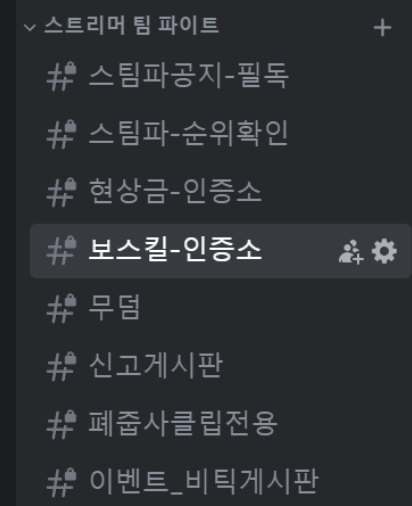 스트리머 팀 파이트
스팀파공지-필독
스팀파-순위확인
현상금-인증소
보스킬-인증소
무덤
신고게시판
폐줍사클립전용
이벤트_비틱게시판